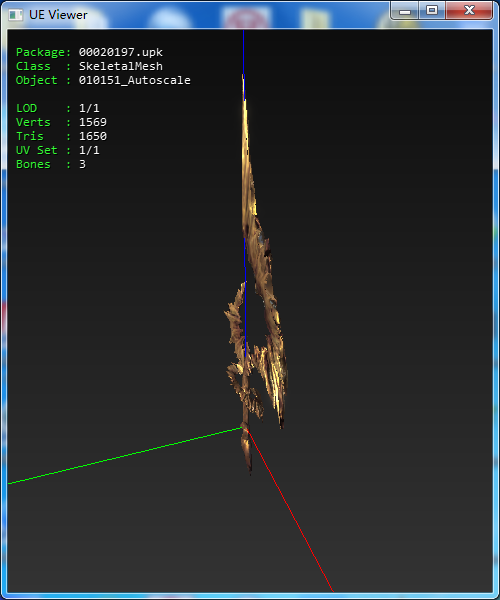 UE Viewer
Package: 00020197.upk
Class : SkeletalMesh
Object : 010151_Autoscale
LOD : 1/1
Verts : 1569
Tris : 1650
UV Set : 1/1
Bones : 3